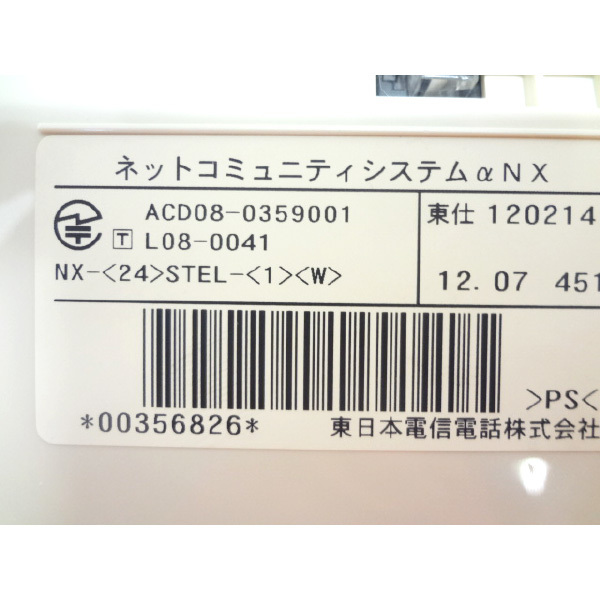 ネットコミュニティシステムαNX
ACD08-0359001
T L08-0041
NX-<24>STEL-<1><W>
東仕 120214
12.07 451
>PS<
*00356826*
東日本電信電話株式会社